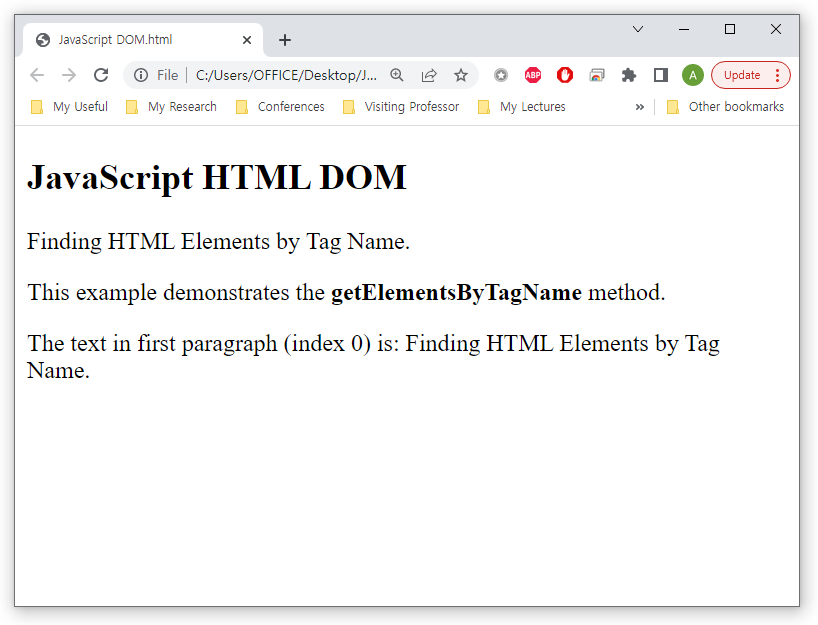 JavaScript DOM.html
File
C:/Users/OFFICE/Desktop/J...
ABP
A
Update
My Useful
My Research
Conferences
Visiting Professor
My Lectures
»
Other bookmarks
JavaScript HTML DOM
Finding HTML Elements by Tag Name.
This example demonstrates the getElementsByTagName method.
The text in first paragraph (index 0) is: Finding HTML Elements by Tag
Name.